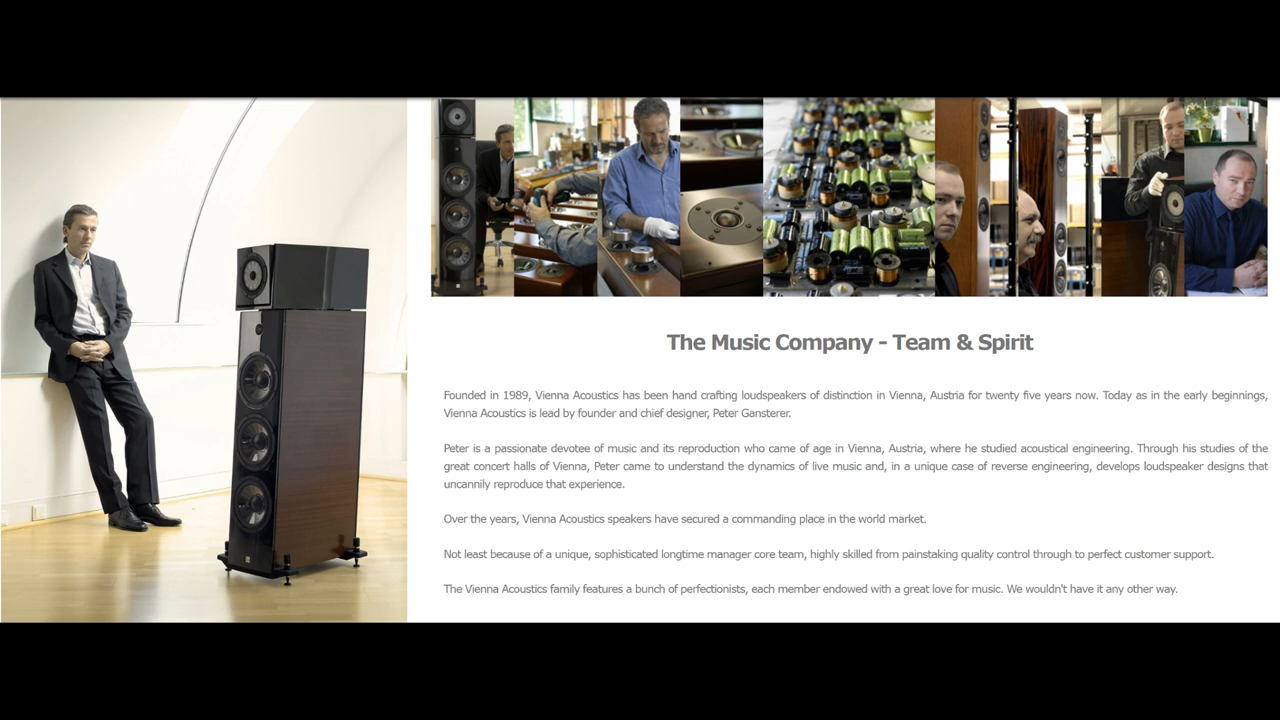 The Music Company - Team & Spirit
Founded in 1989, Vienna Acoustics has been hand crafting loudspeakers of distinction in Vienna, Austria for twenty five years now. Today as in the early beginnings,
Vienna Acoustics is lead by founder and chief designer, Peter Gansterer.
Peter is a passionate devotee of music and its reproduction who came of age in Vienna, Austria, where he studied acoustical engineering. Through his studies of the
great concert halls of Vienna, Peter came to understand the dynamics of live music and, in a unique case of reverse engineering, develops loudspeaker designs that
uncannily reproduce that experience.
Over the years, Vienna Acoustics speakers have secured a commanding place in the world market.
Not least because of a unique, sophisticated longtime manager core team, highly skilled from painstaking quality control through to perfect customer support.
The Vienna Acoustics family features a bunch of perfectionists, each member endowed with a great love for music. We wouldn't have it any other way.